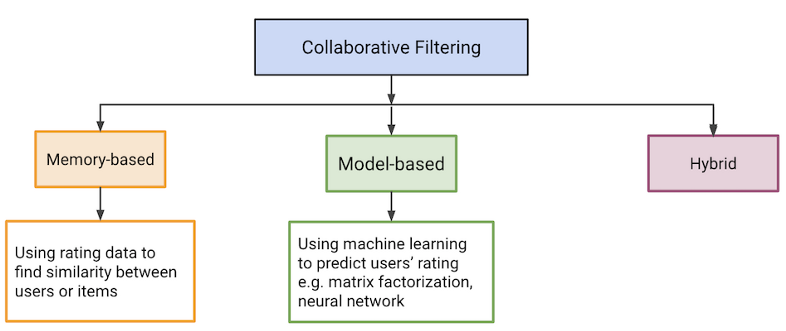 Collaborative Filtering
Memory-based
Model-based
Hybrid
Using rating data to
find similarity between
users or items
Using machine learning
to predict users’ rating
e.g. matrix factorization,
neural network